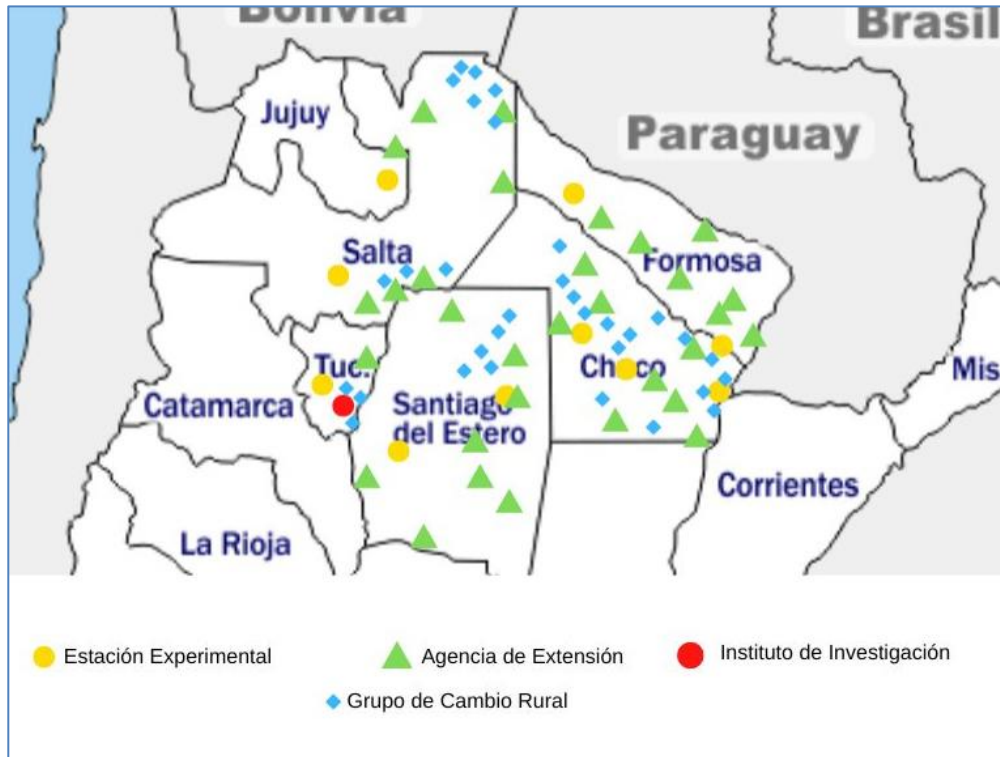 Bolivia
Brasil
Jujuy
Paraguay
Salta
Formosa
Tuc.
Chaco
Mis
Catamarca
Santiago
del Estero
Corrientes
La Rioja
Estación Experimental
Agencia de Extensión
Instituto de Investigación
Grupo de Cambio Rural